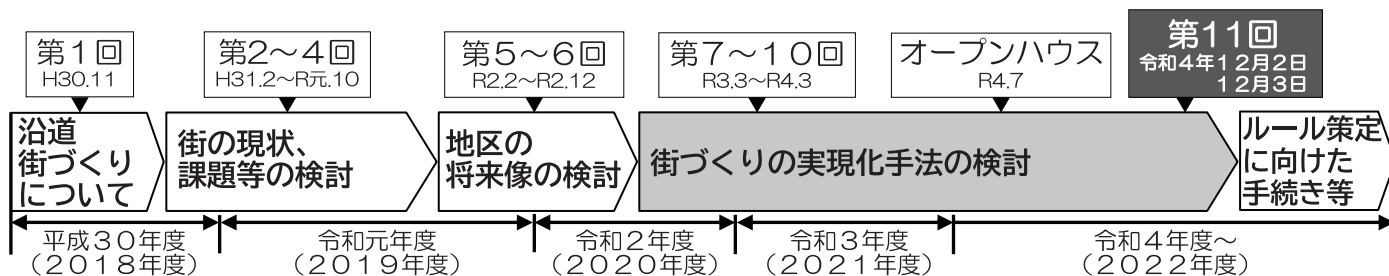 第1回
H30.11
第2～4回
H31.2～R元.10
第5～6回
R2.2～R2.12
第7～10回
R3.3～R4.3
オープンハウス
R4.7
第11回
令和4年12月2日
12月3日
沿道
街づくり
について
街の現状、
課題等の検討
地区の
将来像の検討
街づくりの実現化手法の検討
ルール策定
に向けた
手続き等
平成30年度
（2018年度）
令和元年度
（2019年度）
令和2年度
（2020年度）
令和3年度
（2021年度）
令和4年度～
（2022年度）